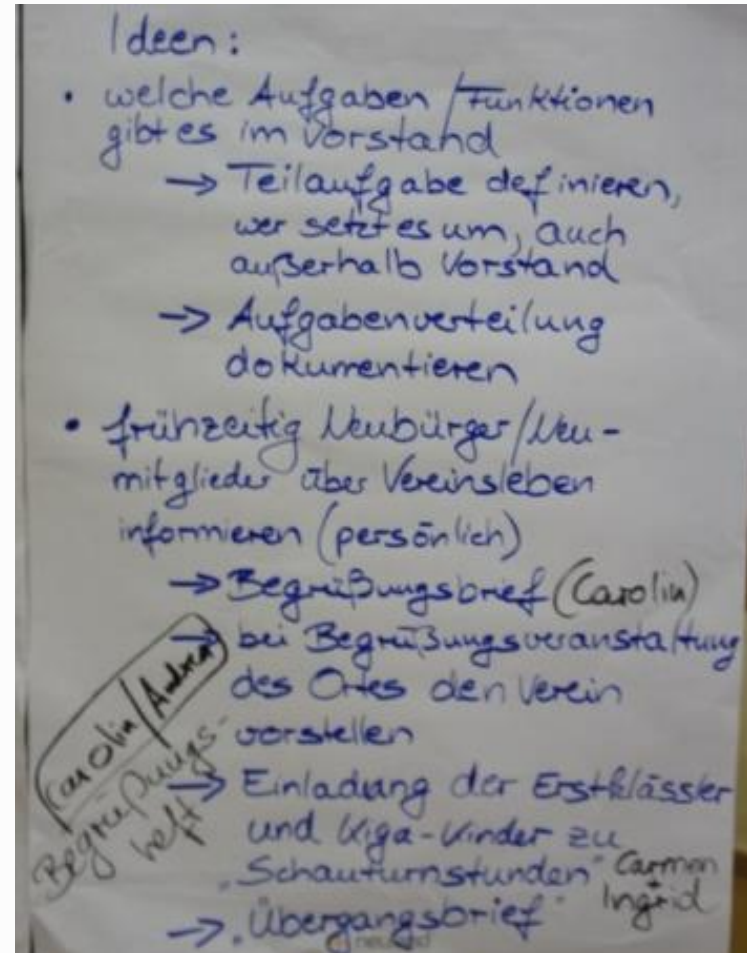 Ideen:
• welche Aufgaben/Funktionen
gibt es im Vorstand
→ Teilaufgabe definieren,
wer setzt es um, auch
außerhalb Vorstand
→ Aufgabenverteilung
dokumentieren
• frühzeitig Neubürger/Neu-
mitglieder über Vereinsleben
informieren (persönlich)
→ Begrüßungsbrief (Carolin)
→ bei Begrüßungsveranstaltung
des Ortes den Verein
vorstellen
Carolin/Andrea
Begrüßungs-
heft
→ Einladung der Erstklässler
und Kiga-Kinder zu
„Schauturnstunden" Carmen
+ Ingrid
→ „Übergangsbrief"